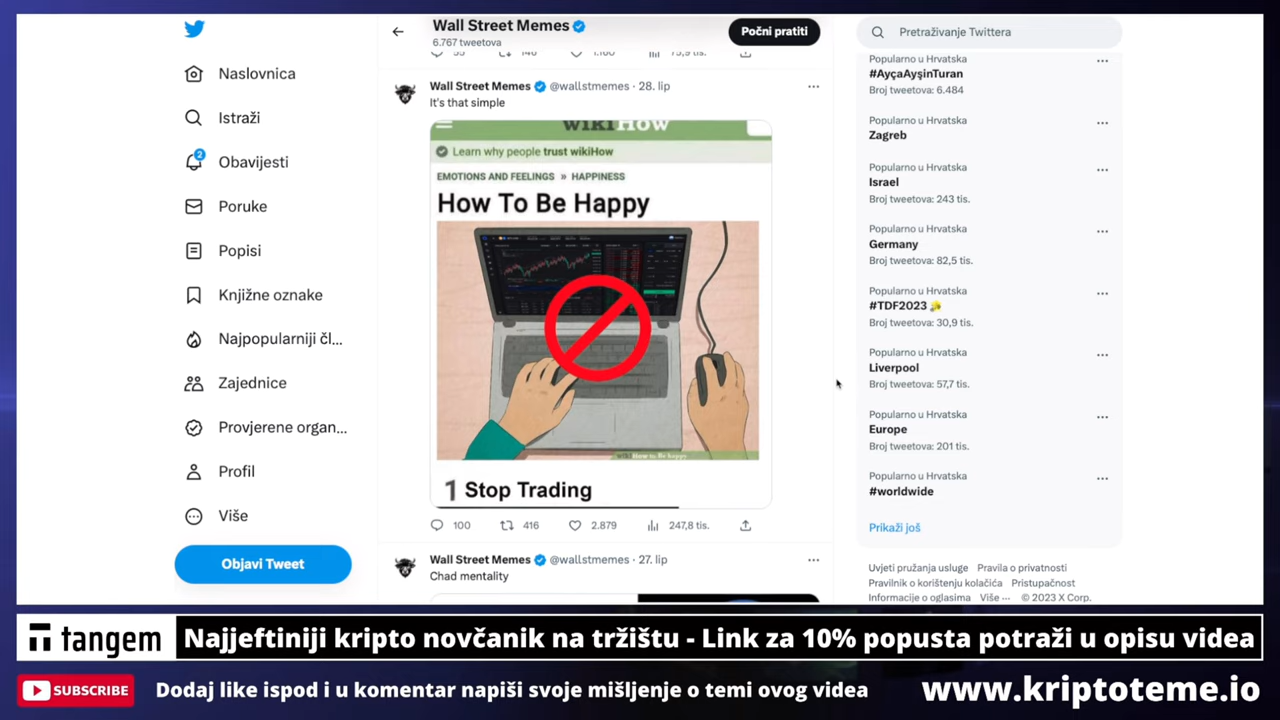 Naslovnica
Istraži
2
Obavijesti
Poruke
Popisi
Knjižne oznake
Najpopularniji čl...
Zajednice
Provjerene organ...
Profil
Više
Objavi Tweet
Wall Street Memes
6.767 tweetova
Počni pratiti
Wall Street Memes @wallstmemes · 28. lip
It's that simple
wikiHow
Learn why people trust wikiHow
EMOTIONS AND FEELINGS » HAPPINESS
How To Be Happy
wikiHow to Be happy
1 Stop Trading
100 416 2.879 247,8 tis.
Wall Street Memes @wallstmemes · 27. lip
Chad mentality
Pretraživanje Twittera
Popularno u Hrvatska
#AyçaAyşinTuran
Broj tweetova: 6.484
Popularno u Hrvatska
Zagreb
Popularno u Hrvatska
Israel
Broj tweetova: 243 tis.
Popularno u Hrvatska
Germany
Broj tweetova: 82,5 tis.
Popularno u Hrvatska
#TDF2023
Broj tweetova: 30,9 tis.
Popularno u Hrvatska
Liverpool
Broj tweetova: 57,7 tis.
Popularno u Hrvatska
Europe
Broj tweetova: 201 tis.
Popularno u Hrvatska
#worldwide
Prikaži još
Uvjeti pružanja usluge Pravila o privatnosti
Pravilnik o korištenju kolačića Pristupačnost
Informacije o oglasima Više ··· © 2023 X Corp.
tangem
Najjeftiniji kripto novčanik na tržištu - Link za 10% popusta potraži u opisu videa
SUBSCRIBE
Dodaj like ispod i u komentar napiši svoje mišljenje o temi ovog videa
www.kriptoteme.io